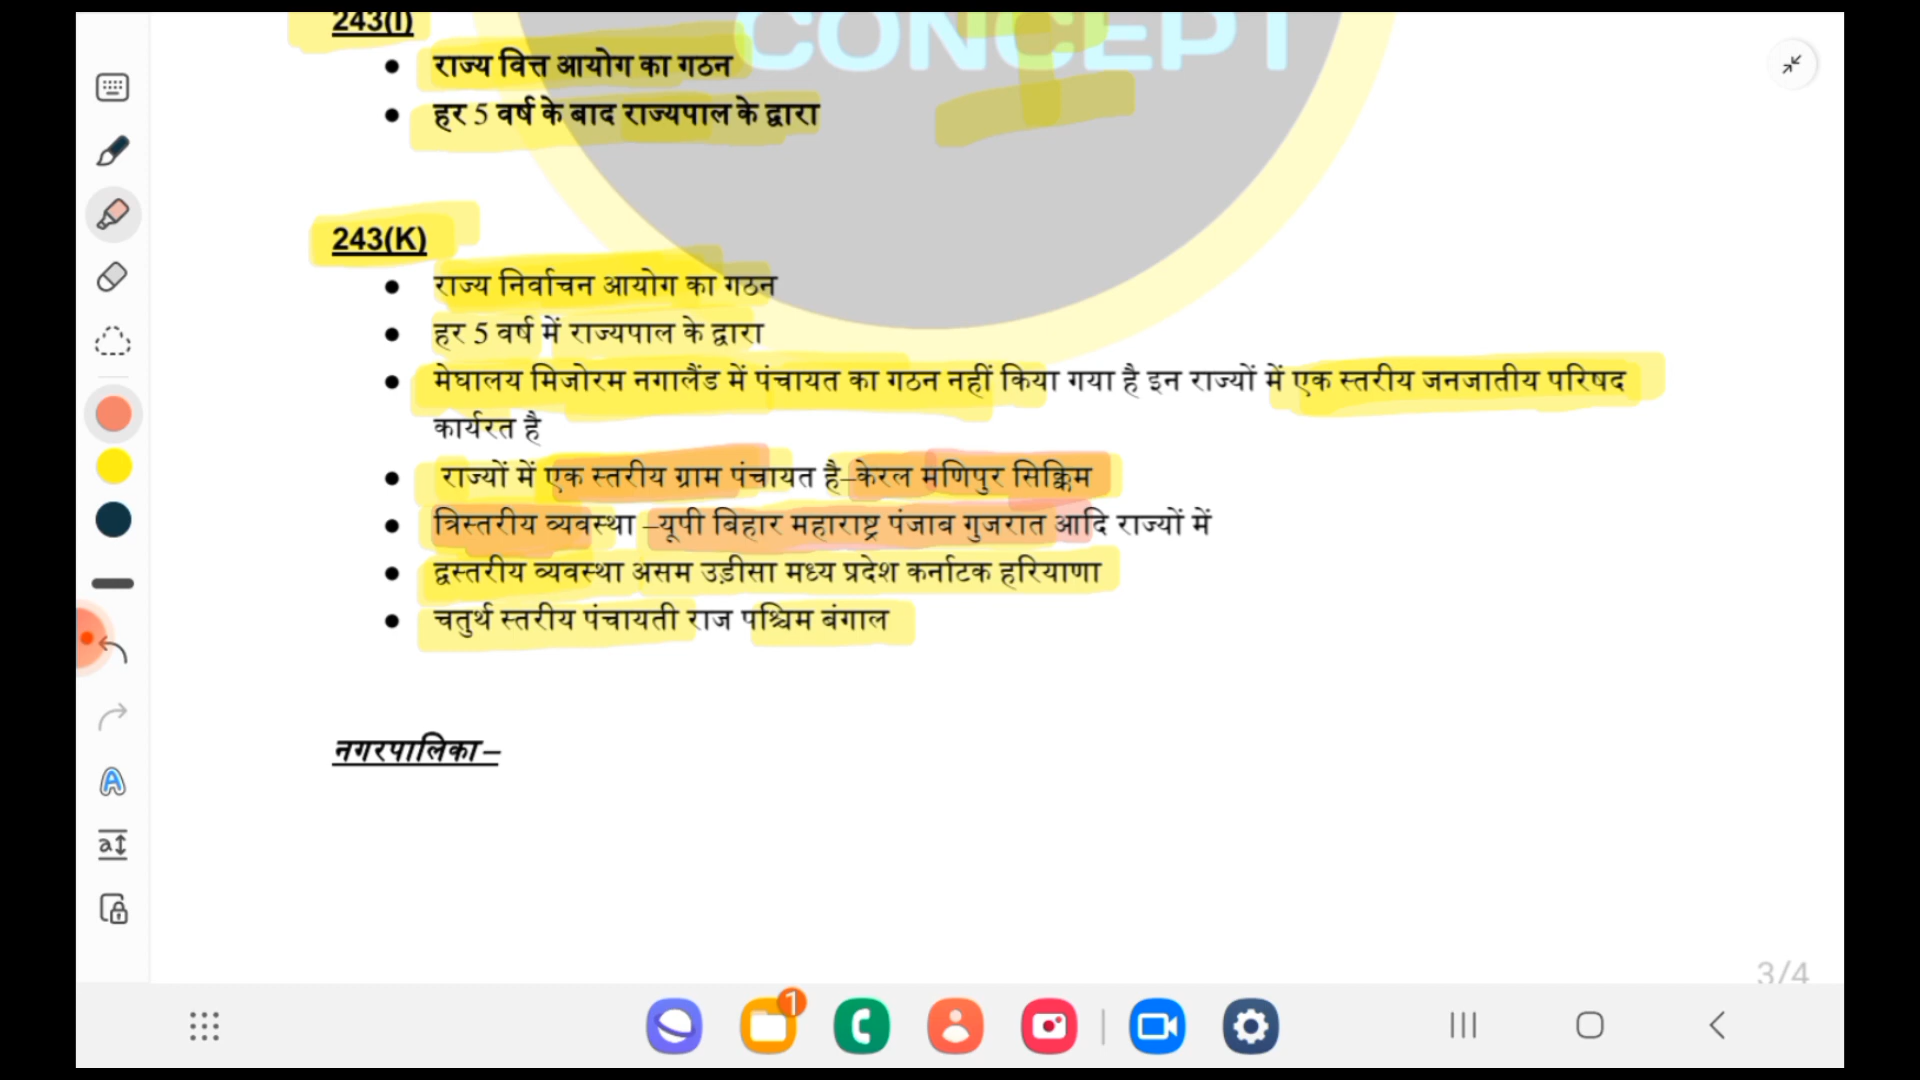 243(I)
CONCEPT
● राज्य वित्त आयोग का गठन
● हर 5 वर्ष के बाद राज्यपाल के द्वारा
243(K)
● राज्य निर्वाचन आयोग का गठन
● हर 5 वर्ष में राज्यपाल के द्वारा
● मेघालय मिजोरम नगालैंड में पंचायत का गठन नहीं किया गया है इन राज्यों में एक स्तरीय जनजातीय परिषद
कार्यरत है
● राज्यों में एक स्तरीय ग्राम पंचायत है–केरल मणिपुर सिक्किम
● त्रिस्तरीय व्यवस्था –यूपी बिहार महाराष्ट्र पंजाब गुजरात आदि राज्यों में
● द्वस्तरीय व्यवस्था असम उड़ीसा मध्य प्रदेश कर्नाटक हरियाणा
● चतुर्थ स्तरीय पंचायती राज पश्चिम बंगाल
नगरपालिका–
3/4
1